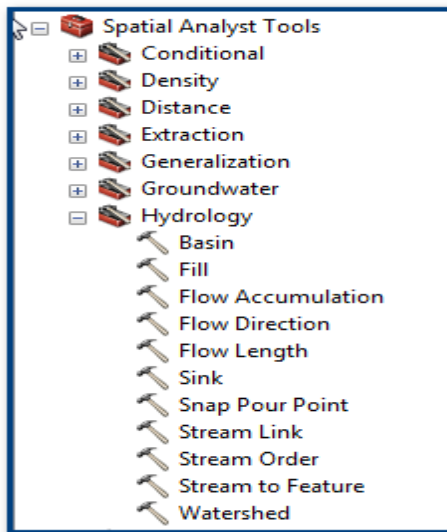 Spatial Analyst Tools
Conditional
Density
Distance
Extraction
Generalization
Groundwater
Hydrology
Basin
Fill
Flow Accumulation
Flow Direction
Flow Length
Sink
Snap Pour Point
Stream Link
Stream Order
Stream to Feature
Watershed